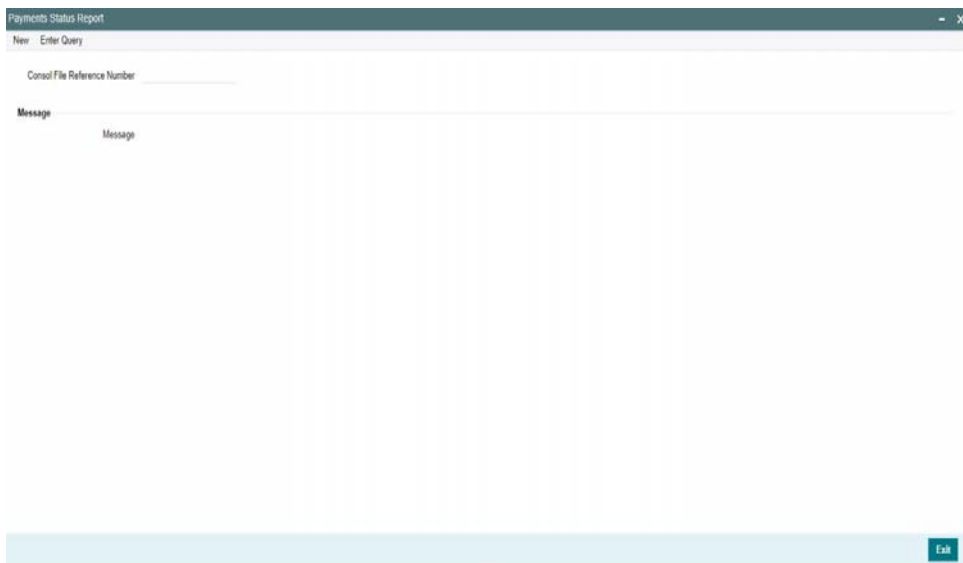 Payments Status Report
New Enter Query
Consol File Reference Number
Message
Message
Exit